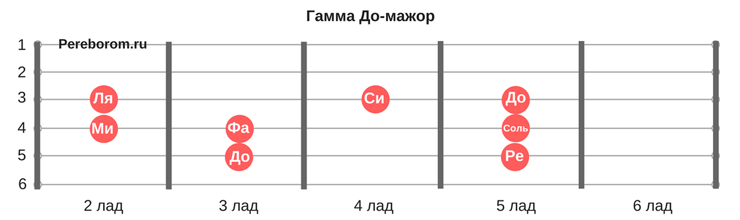 Гамма До-мажор
1 Pereborom.ru
2
3 Ля Си До
4 Ми Фа Соль
5 До Ре
6
2 лад 3 лад 4 лад 5 лад 6 лад